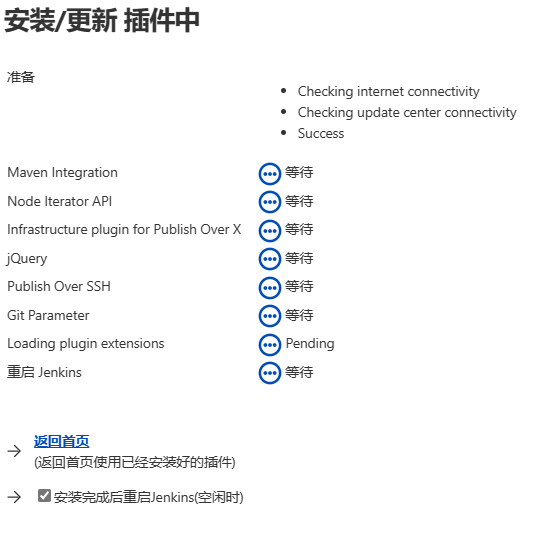 安装/更新 插件中
准备
Checking internet connectivity
Checking update center connectivity
Success
Maven Integration 等待
Node Iterator API 等待
Infrastructure plugin for Publish Over X 等待
jQuery 等待
Publish Over SSH 等待
Git Parameter 等待
Loading plugin extensions Pending
重启 Jenkins 等待
返回首页
(返回首页使用已经安装好的插件)
安装完成后重启Jenkins(空闲时)